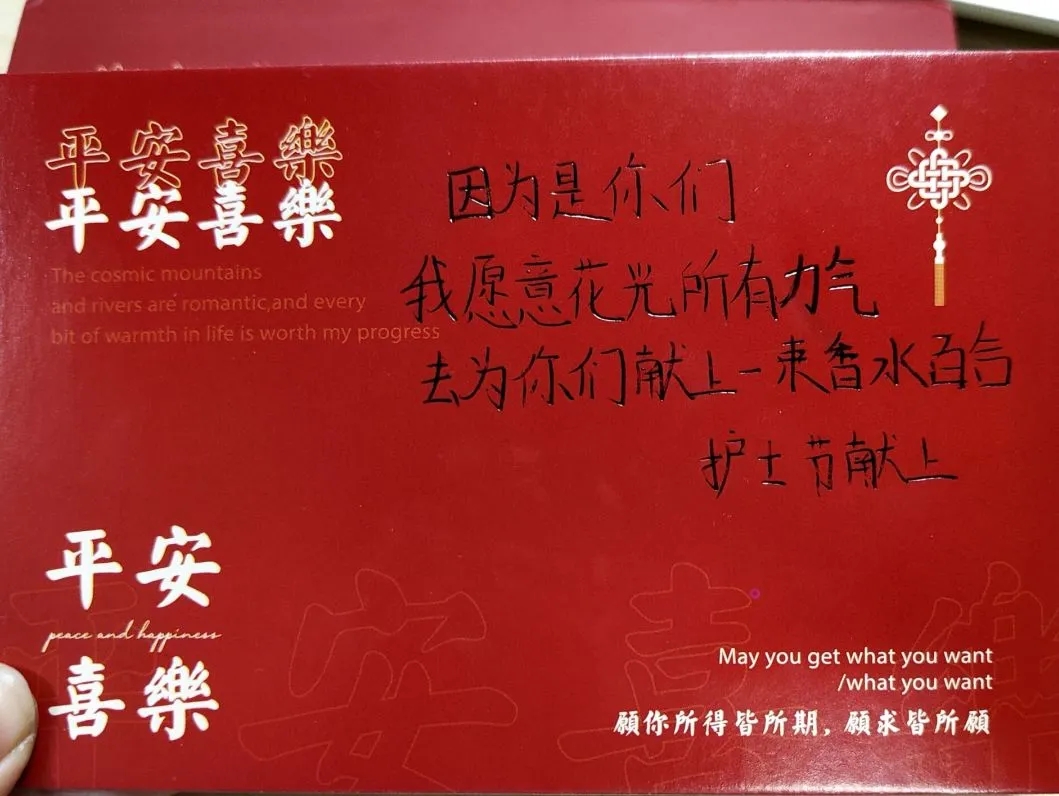 平安喜樂
平安喜樂
The cosmic mountains
and rivers are romantic,and every
bit of warmth in life is worth my progress
因为是你们
我愿意花光所有力气
去为你们献上一束香水百合
护士节献上
平安
peace and happiness
喜樂
安喜樂
May you get what you want
/what you want
願你所得皆所期，願求皆所願